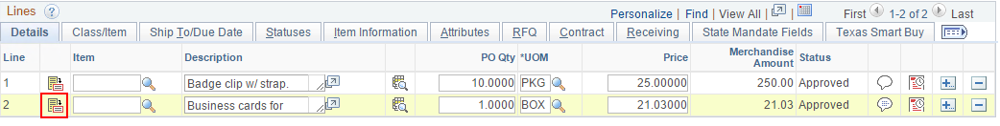 Lines
Personalize | Find | View All | | First 1-2 of 2 Last
Details Class/Item Ship To/Due Date Statuses Item Information Attributes RFQ Contract Receiving State Mandate Fields Texas Smart Buy
Line Item Description PO Qty *UOM Price Merchandise Amount Status
1 Badge clip w/ strap. 10.0000 PKG 25.00000 250.00 Approved
2 Business cards for 1.0000 BOX 21.03000 21.03 Approved